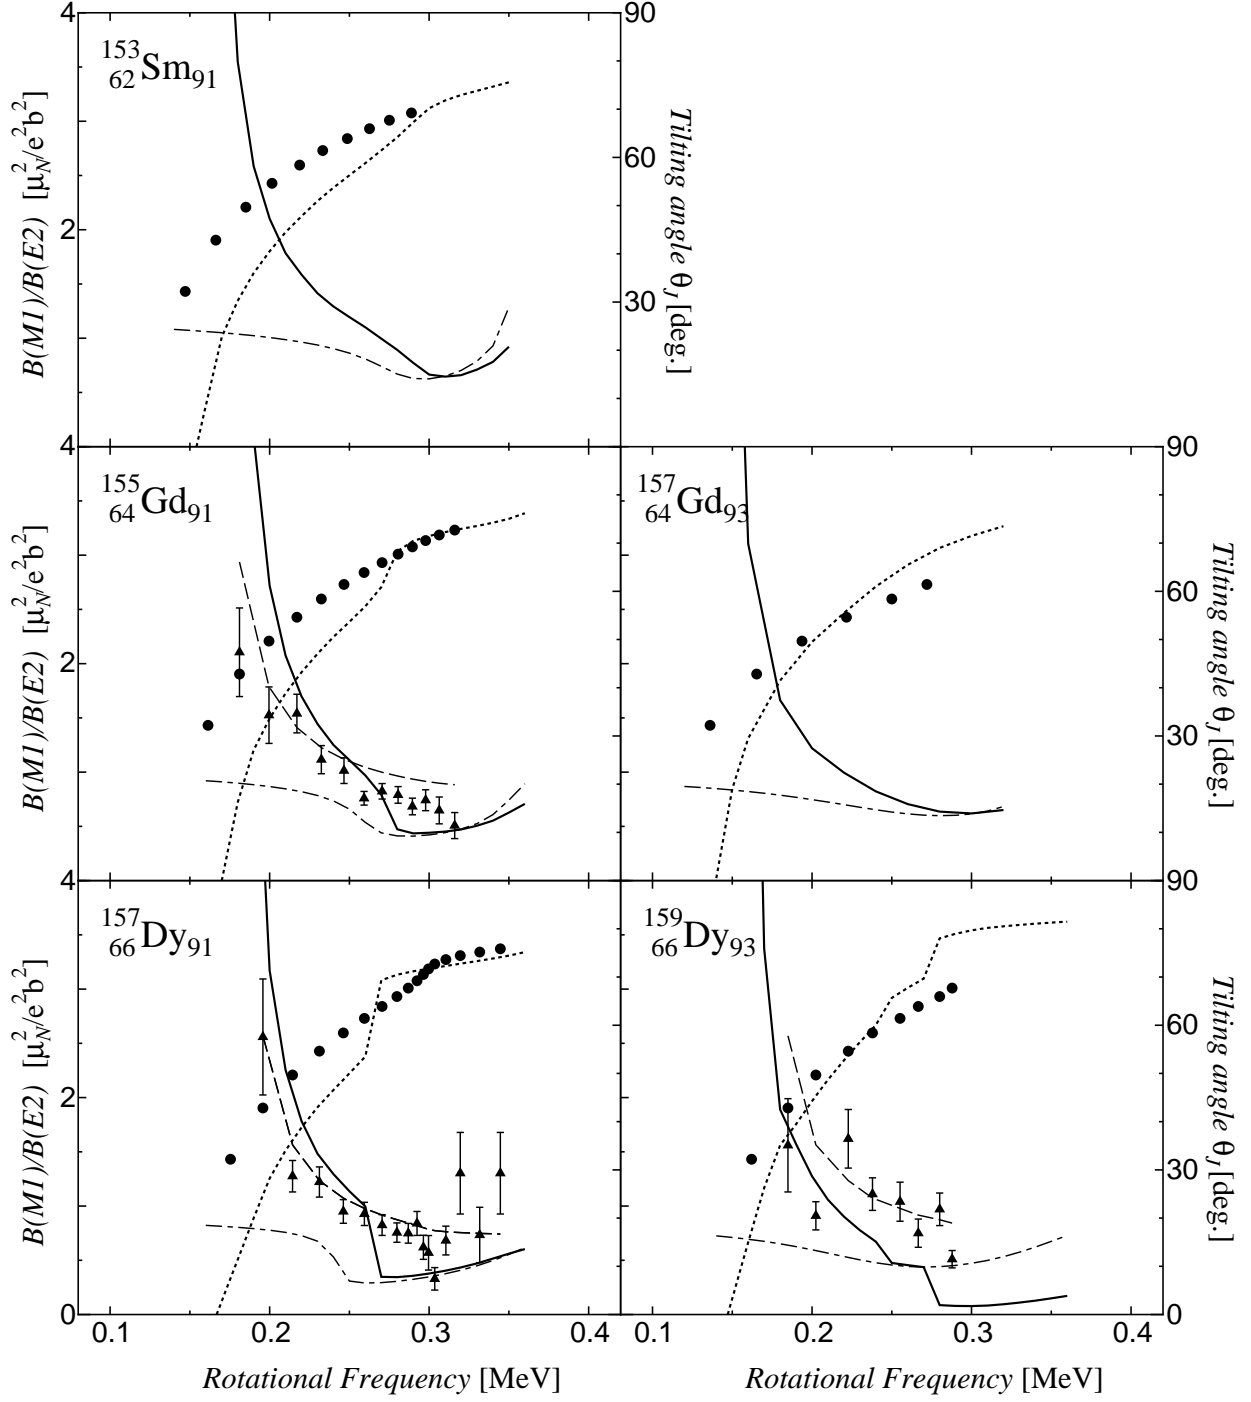 4
90
153
62Sm91
B(M1)/B(E2) [μN2/e2b2]
2
60
30
Tilting angle θJ [deg.]
4
155
64Gd91
157
64Gd93
90
B(M1)/B(E2) [μN2/e2b2]
2
60
30
Tilting angle θJ [deg.]
4
157
66Dy91
159
66Dy93
90
B(M1)/B(E2) [μN2/e2b2]
2
60
30
Tilting angle θJ [deg.]
0
0
0.1 0.2 0.3 0.4 0.1 0.2 0.3 0.4
Rotational Frequency [MeV] Rotational Frequency [MeV]